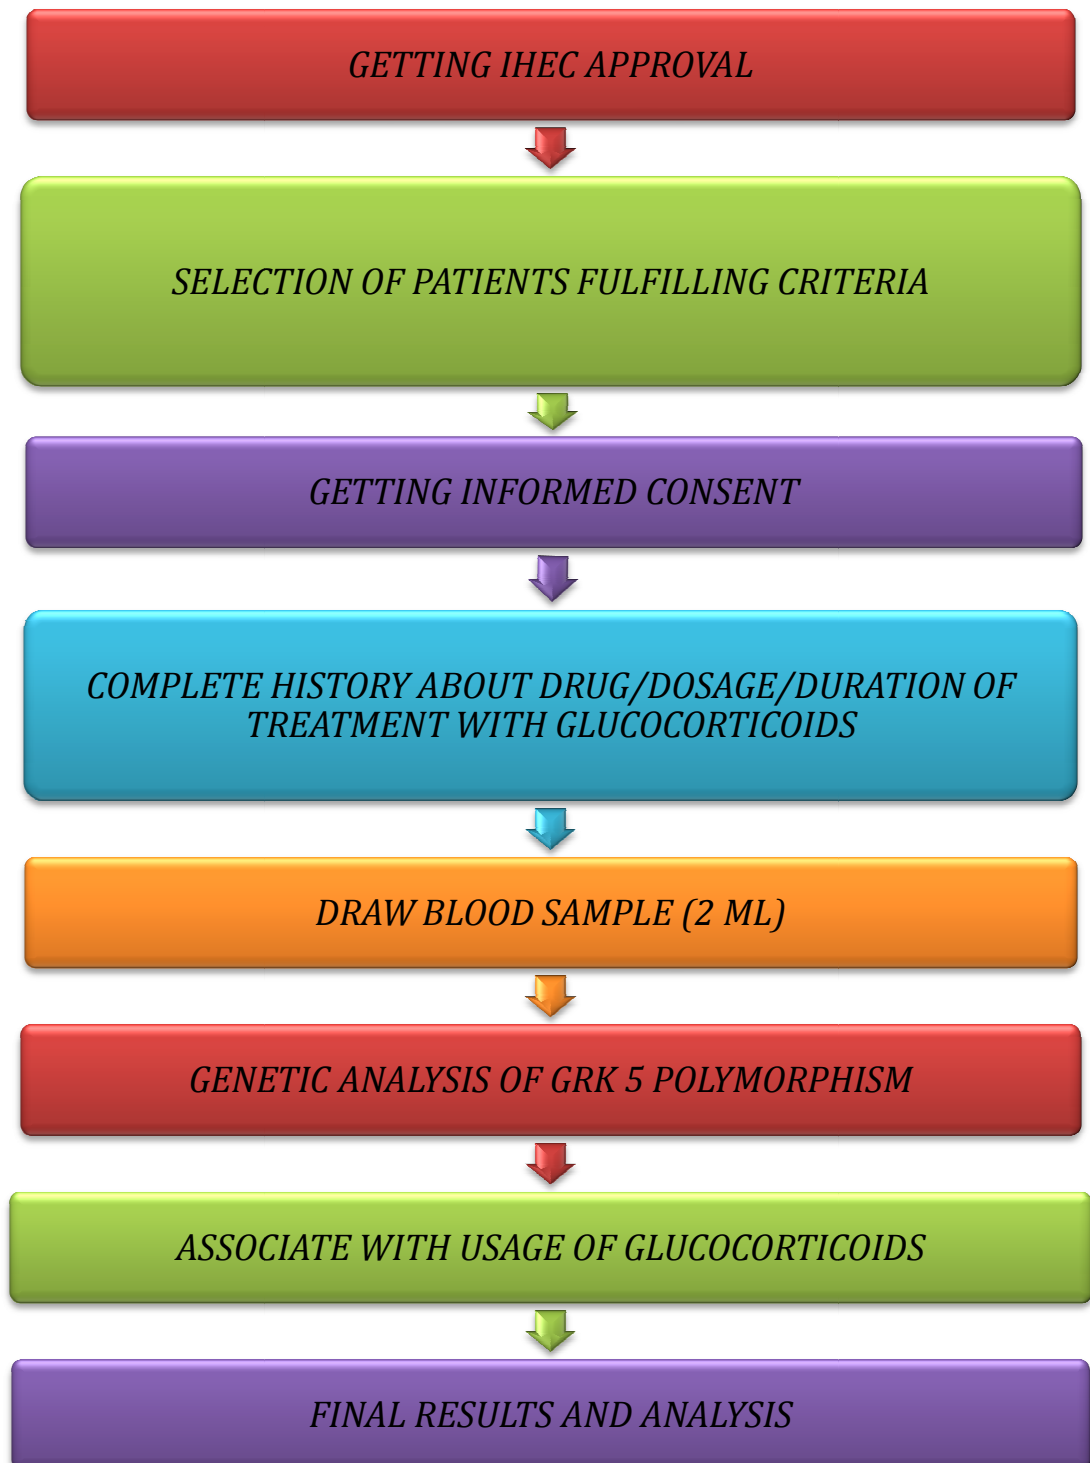 GETTING IHEC APPROVAL
SELECTION OF PATIENTS FULFILLING CRITERIA
GETTING INFORMED CONSENT
COMPLETE HISTORY ABOUT DRUG/DOSAGE/DURATION OF
TREATMENT WITH GLUCOCORTICOIDS
DRAW BLOOD SAMPLE (2 ML)
GENETIC ANALYSIS OF GRK 5 POLYMORPHISM
ASSOCIATE WITH USAGE OF GLUCOCORTICOIDS
FINAL RESULTS AND ANALYSIS